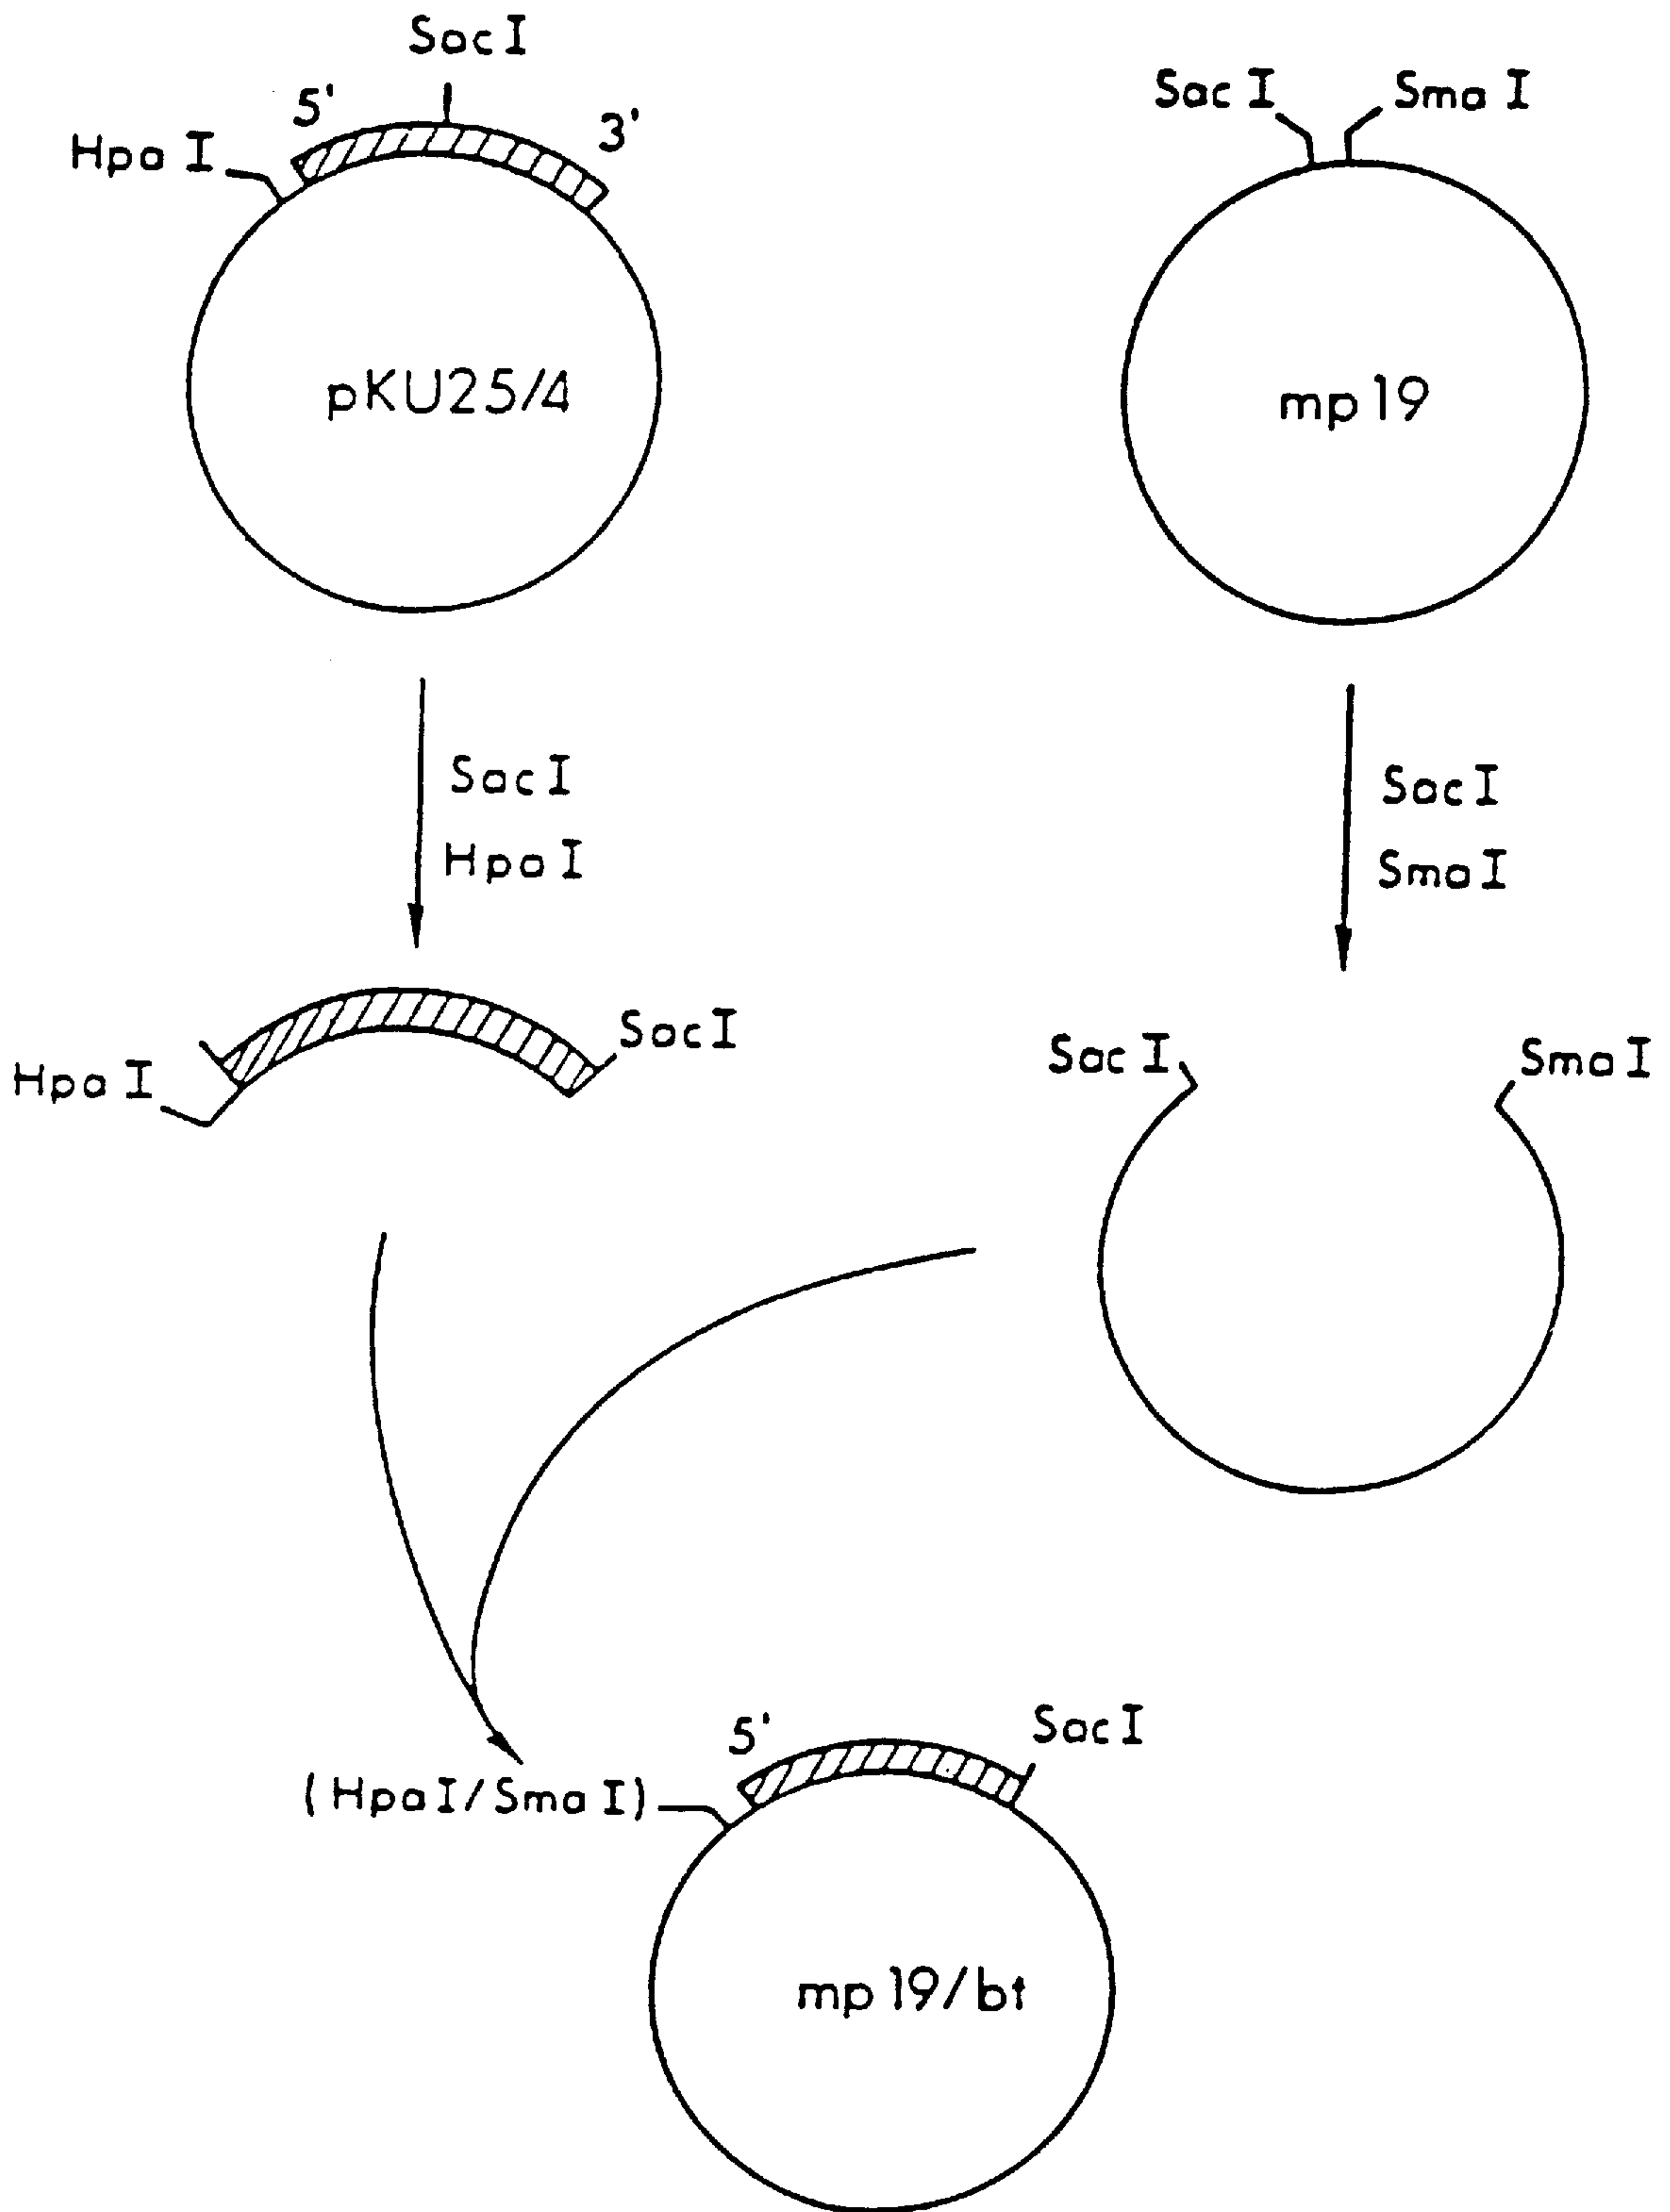 Sac I
5'
3'
Hpa I
pKU25/4
Sac I
Sma I
mp19
Sac I
Hpa I
Sac I
Sma I
Hpa I
Sac I
Sac I
Sma I
5'
Sac I
(Hpa I/Sma I)
mp19/bt